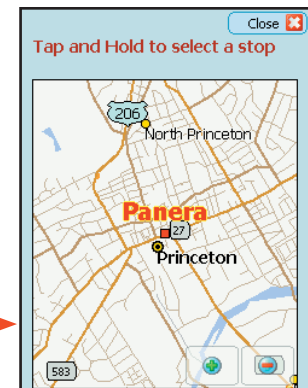 Close
Tap and Hold to select a stop
206
North Princeton
Panera
27
Princeton
583